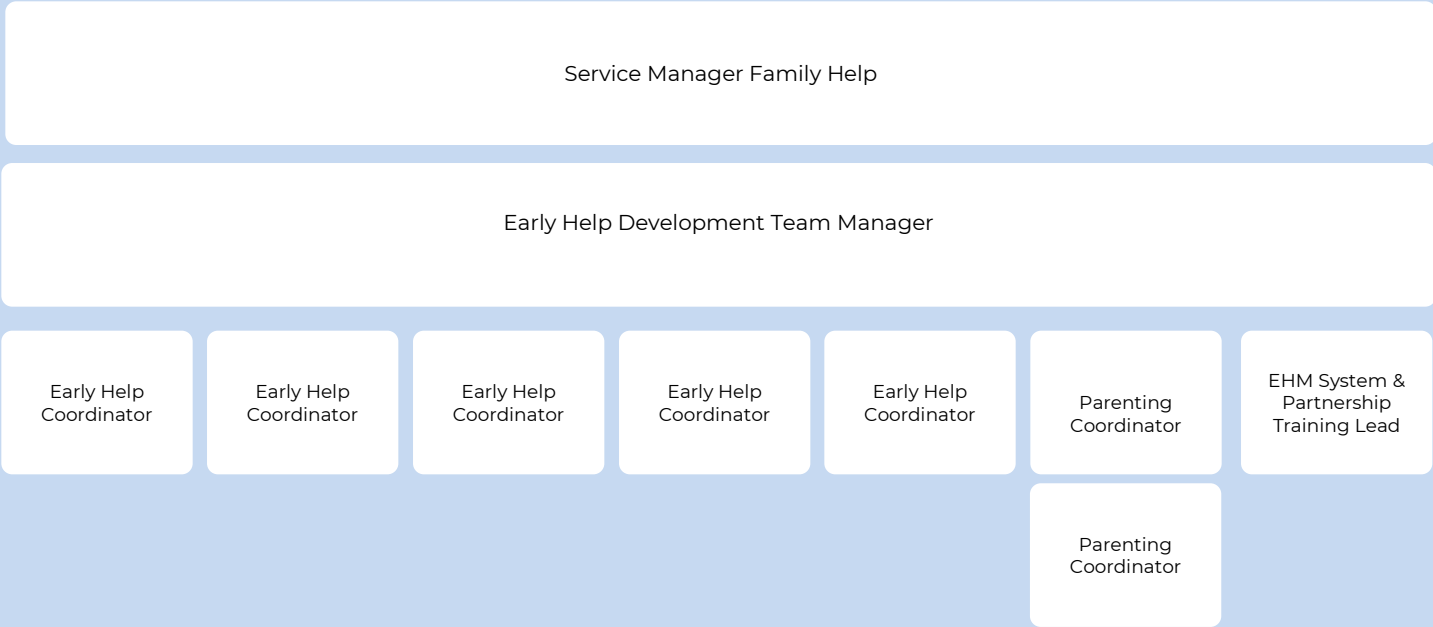 Service Manager Family Help
Early Help Development Team Manager
Early Help
Coordinator
Early Help
Coordinator
Early Help
Coordinator
Early Help
Coordinator
Early Help
Coordinator
Parenting
Coordinator
EHM System &
Partnership
Training Lead
Parenting
Coordinator